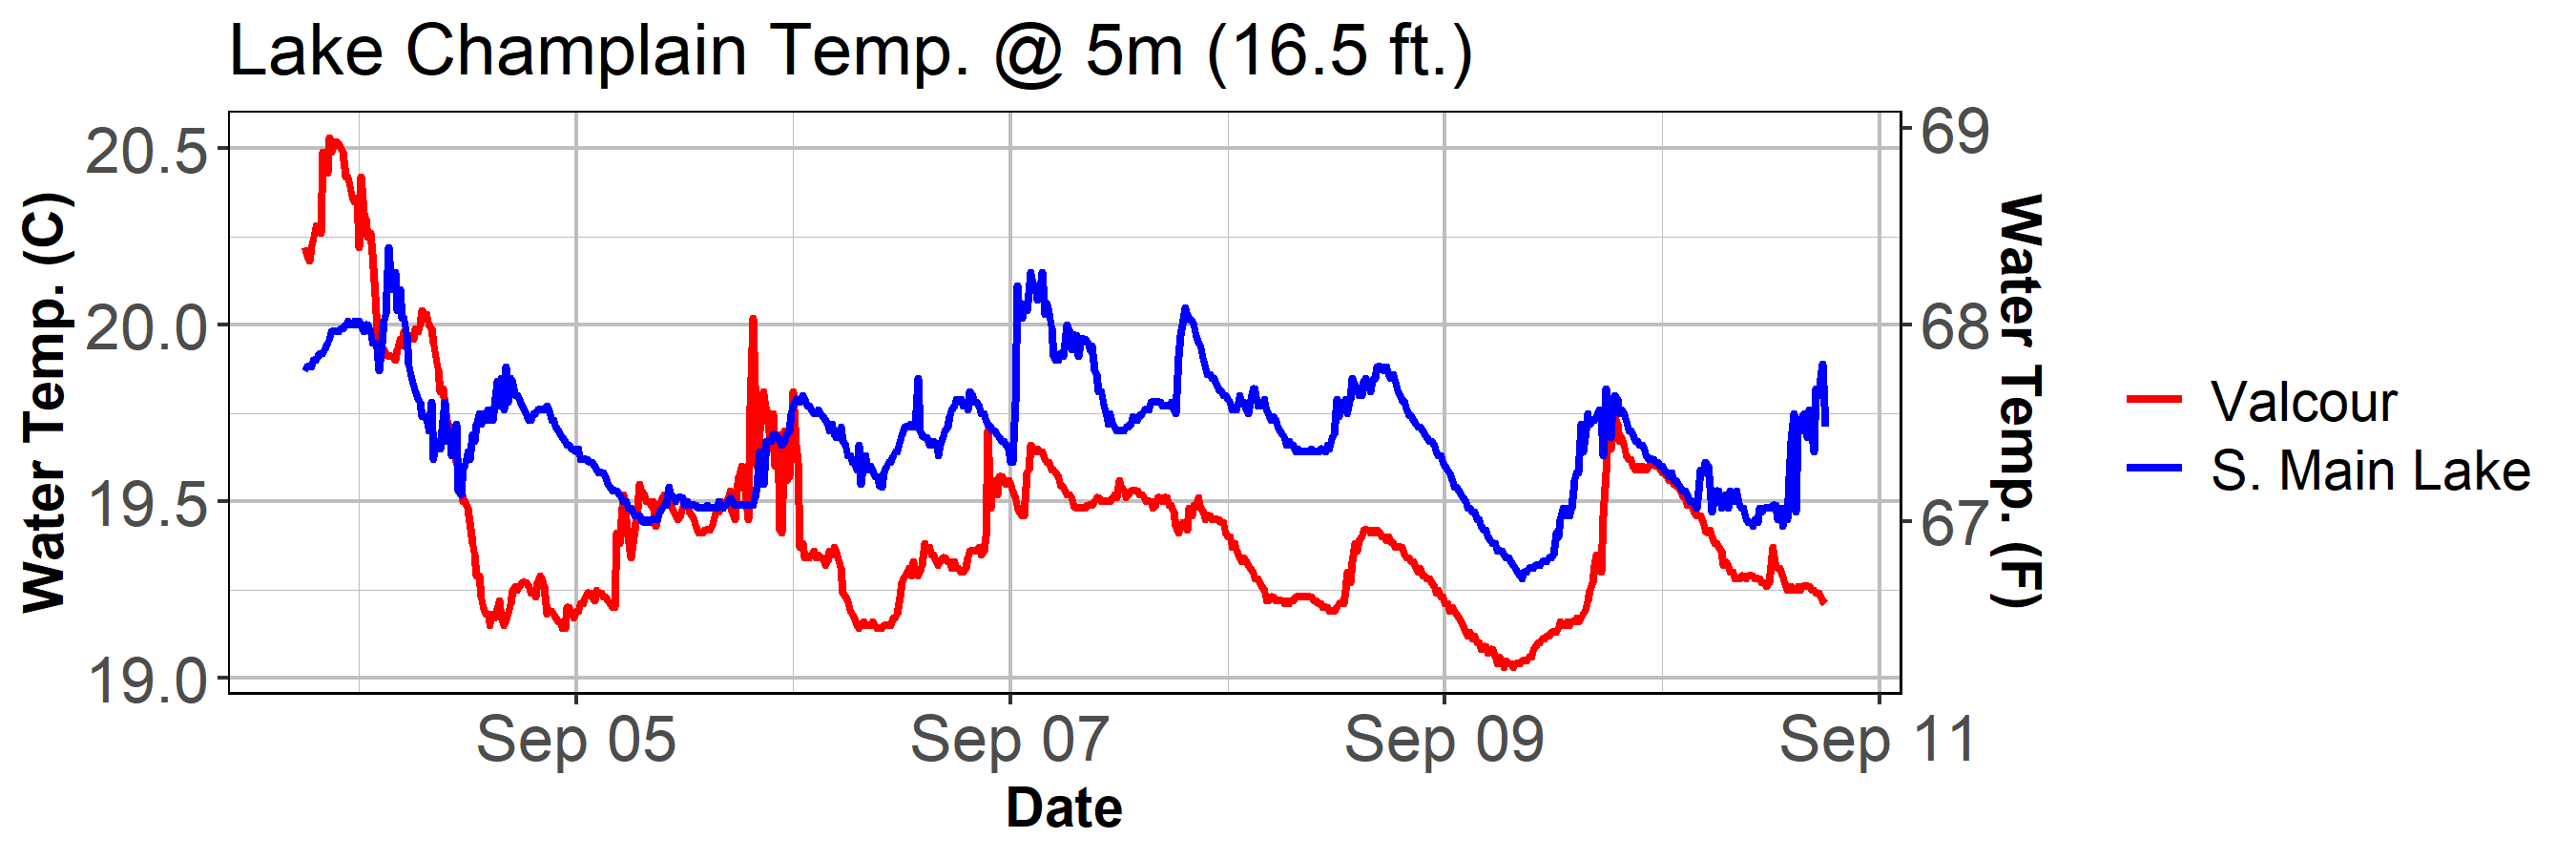 Lake Champlain Temp. @ 5m (16.5 ft.)
Water Temp. (C)
20.5
20.0
19.5
19.0
69
68
67
Water Temp. (F)
Sep 05
Sep 07
Sep 09
Sep 11
Date
Valcour
S. Main Lake